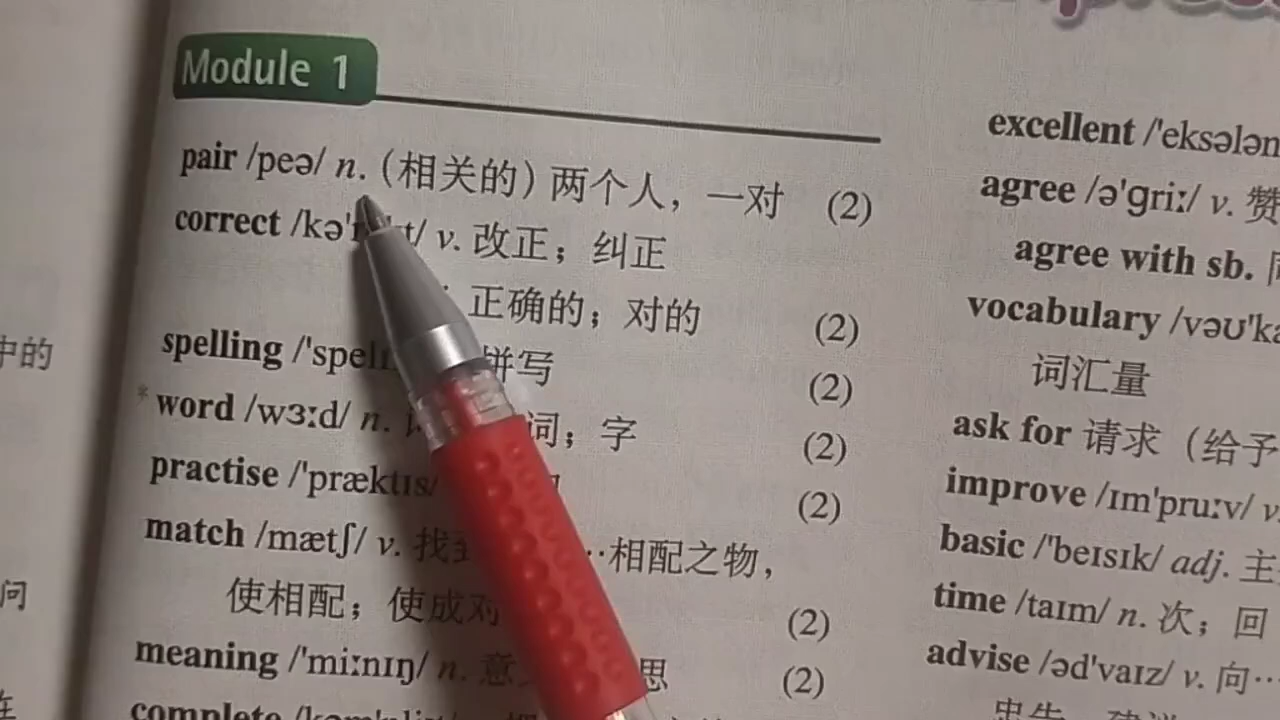 Module 1
pair /peə/ n. (相关的) 两个人，一对 (2)
correct /kə' t/ v. 改正；纠正
正确的；对的 (2)
spelling /'spel 拼写 (2)
word /wɜːd/ n. 词；字 (2)
practise /'præktɪs/ (2)
match /mætʃ/ v. 找 …相配之物，
使相配；使成对 (2)
meaning /'miːnɪŋ/ n. 意 思 (2)
complete
excellent /'eksələn
agree /ə'ɡriː/ v. 赞
agree with sb.
vocabulary /vəʊ'k
词汇量
ask for 请求（给予
improve /ɪm'pruːv/ v
basic /'beɪsɪk/ adj. 主
time /taɪm/ n. 次；回
advise /əd'vaɪz/ v. 向…
忠告
中的
问